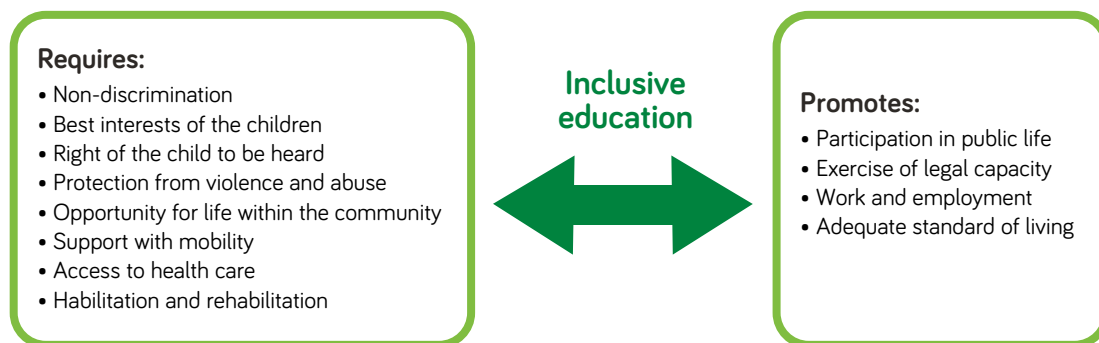 Requires:
• Non-discrimination
• Best interests of the children
• Right of the child to be heard
• Protection from violence and abuse
• Opportunity for life within the community
• Support with mobility
• Access to health care
• Habilitation and rehabilitation
Inclusive
education
Promotes:
• Participation in public life
• Exercise of legal capacity
• Work and employment
• Adequate standard of living